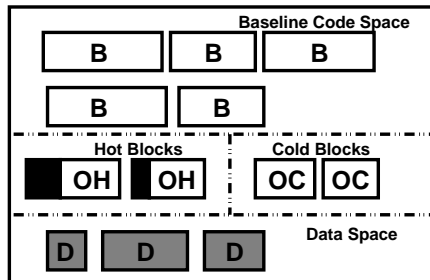 Baseline Code Space
B B B
B B
Hot Blocks Cold Blocks
OH OH OC OC
Data Space
D D D